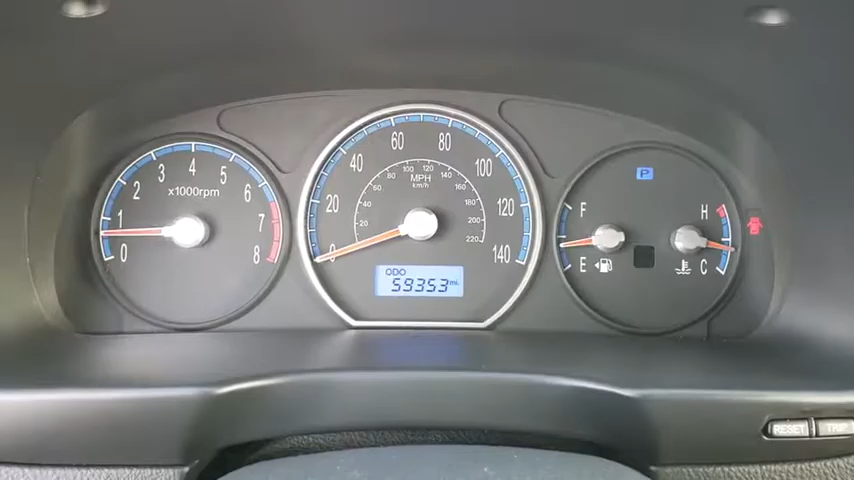 0 1 2 3 4 5 6 7 8
x1000rpm
0 20 40 60 80 100 120 140
MPH
km/h
20 40 60 80 100 120 140 160 180 200 220
ODO
59353 mi.
P
F
E
H
C
RESET
TRIP